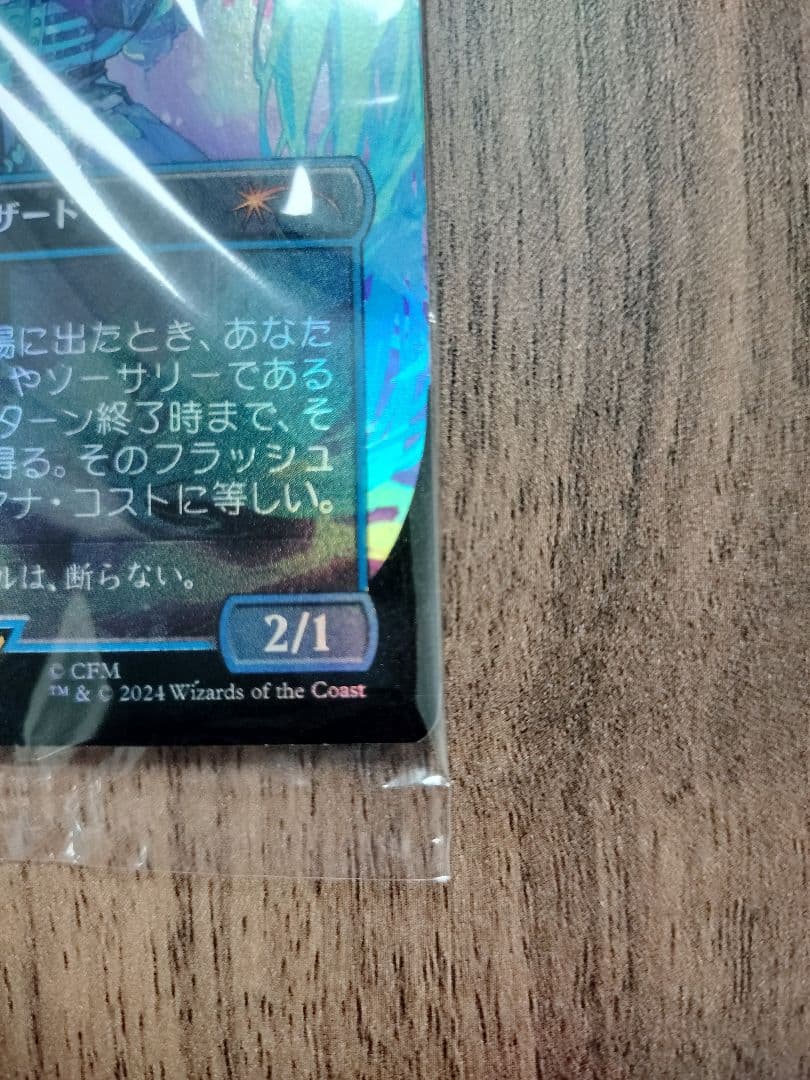 ザード
場に出たとき、あなた
やソーサリーである
ターン終了時まで、そ
得る。そのフラッシュ
マナ・コストに等しい。
ルは、断らない。
2/1
© CFM
™ & © 2024 Wizards of the Coast